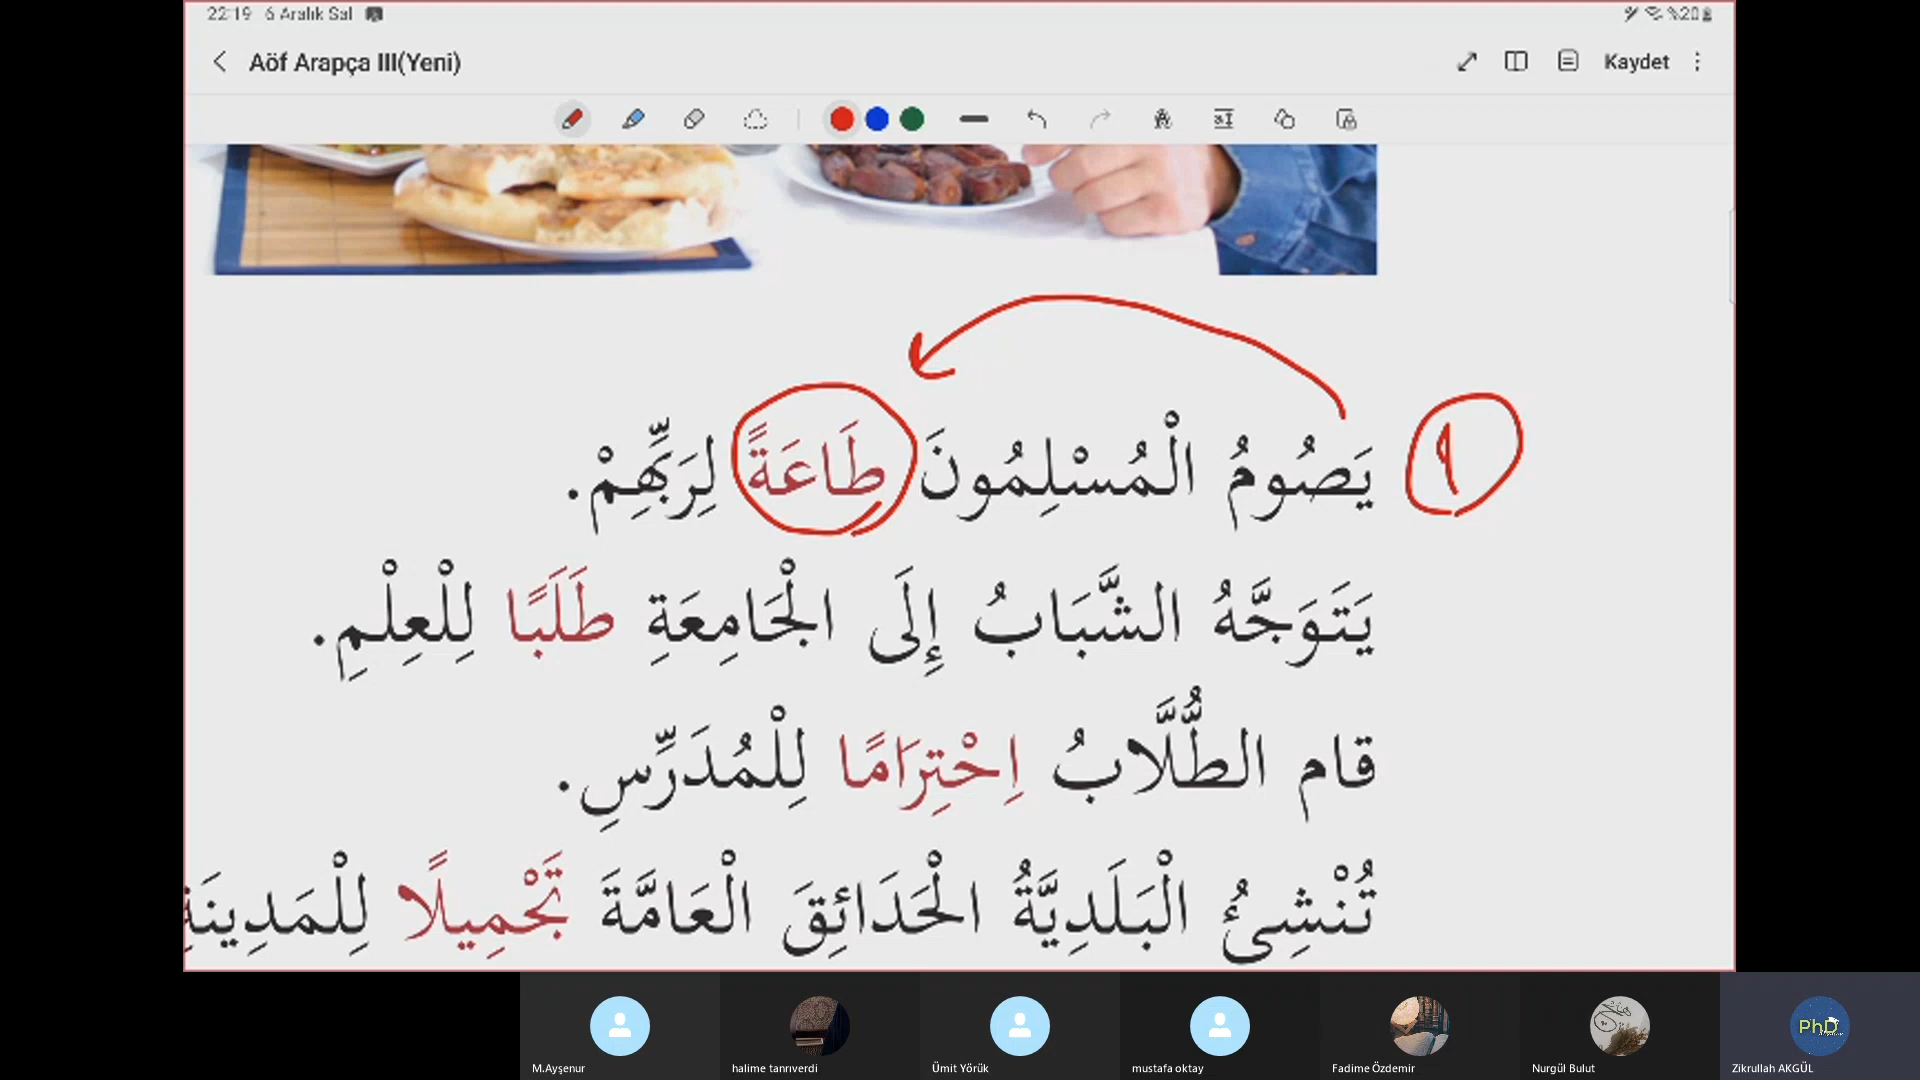 22:19 6 Aralık Sal
%20
Aöf Arapça III(Yeni)
Kaydet
يَصُومُ الْمُسْلِمُونَ طَاعَةً لِرَبِّهِمْ.
١
يَتَوَجَّهُ الشَّبَابُ إِلَى الْجَامِعَةِ طَلَبًا لِلْعِلْمِ.
قام الطُّلَّابُ اِحْتِرَامًا لِلْمُدَرِّسِ.
تُنْشِئُ الْبَلَدِيَّةُ الْحَدَائِقَ الْعَامَّةَ تَجْمِيلًا لِلْمَدِينَةِ
M.Ayşenur
halime tanrıverdi
Ümit Yörük
mustafa oktay
Fadime Özdemir
Nurgül Bulut
PhD
Zikrullah AKGÜL